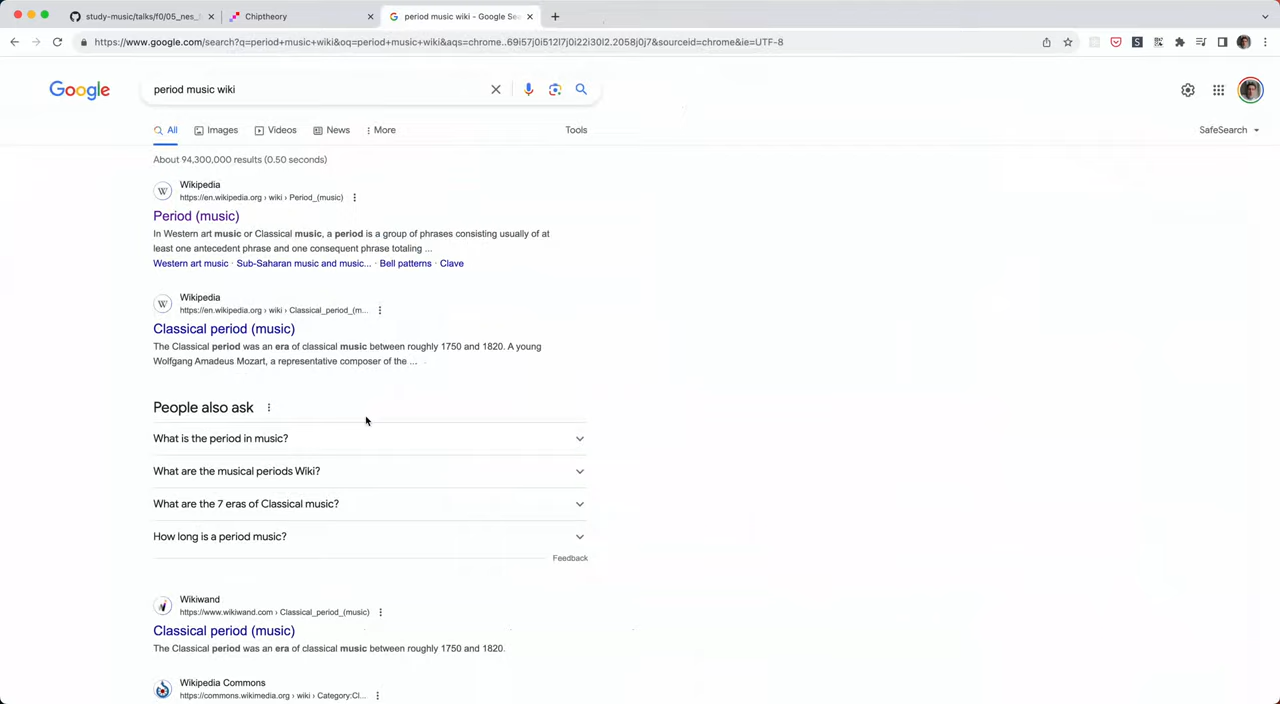 study-music/talks/f0/05_nes_
Chiptheory
period music wiki - Google Se
https://www.google.com/search?q=period+music+wiki&oq=period+music+wiki&aqs=chrome..69i57j0i512l7j0i22i30l2.2058j0j7&sourceid=chrome&ie=UTF-8
Google
period music wiki
All
Images
Videos
News
More
Tools
SafeSearch
About 94,300,000 results (0.50 seconds)
Wikipedia
https://en.wikipedia.org › wiki › Period_(music)
Period (music)
In Western art music or Classical music, a period is a group of phrases consisting usually of at
least one antecedent phrase and one consequent phrase totaling ...
Western art music · Sub-Saharan music and music... · Bell patterns · Clave
Wikipedia
https://en.wikipedia.org › wiki › Classical_period_(m...
Classical period (music)
The Classical period was an era of classical music between roughly 1750 and 1820. A young
Wolfgang Amadeus Mozart, a representative composer of the ...
People also ask
What is the period in music?
What are the musical periods Wiki?
What are the 7 eras of Classical music?
How long is a period music?
Feedback
Wikiwand
https://www.wikiwand.com › Classical_period_(music)
Classical period (music)
The Classical period was an era of classical music between roughly 1750 and 1820.
Wikipedia Commons
https://commons.wikimedia.org › wiki › Category:Cl...